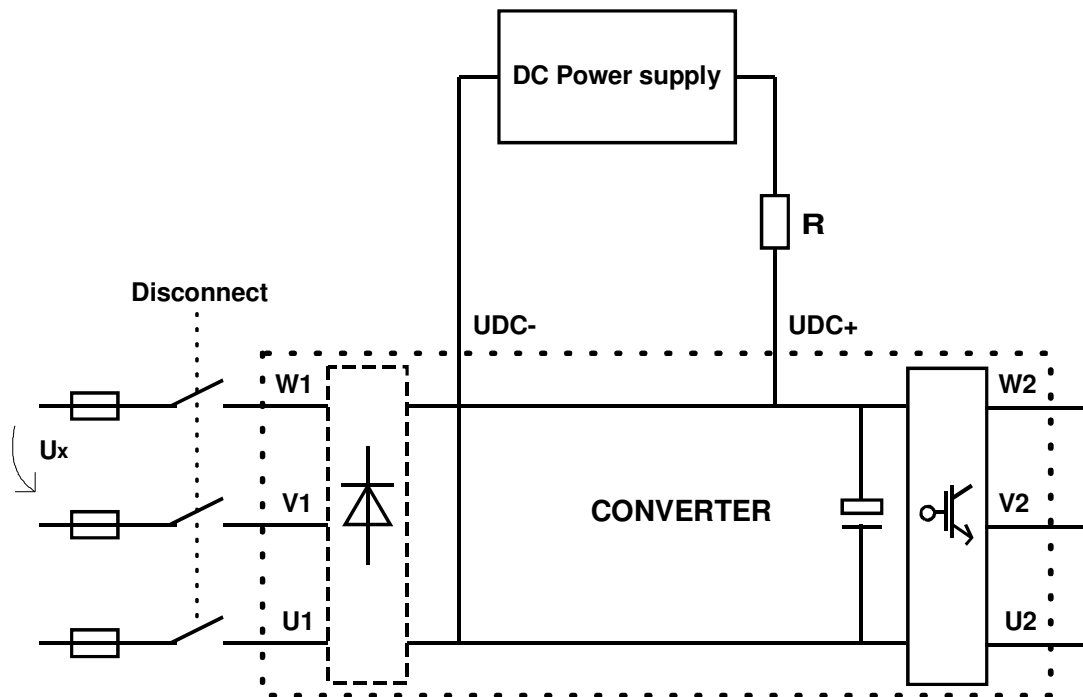 DC Power supply
R
Disconnect
UDC-
UDC+
W1
W2
Ux
V1
CONVERTER
V2
U1
U2